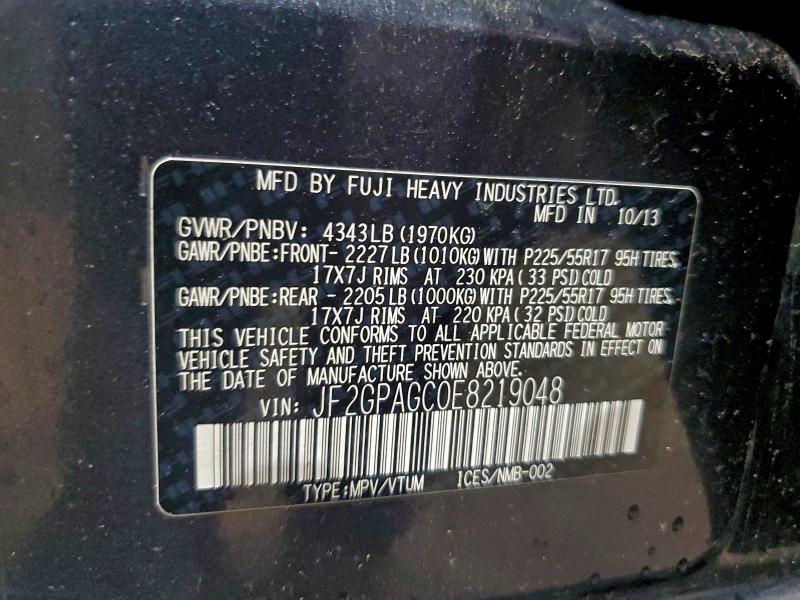 MFD BY FUJI HEAVY INDUSTRIES LTD.
MFD IN 10/13
GVWR/PNBV: 4343LB (1970KG)
GAWR/PNBE:FRONT- 2227LB (1010KG) WITH P225/55R17 95H TIRES,
17X7J RIMS AT 230 KPA (33 PSI) COLD
GAWR/PNBE:REAR - 2205LB (1000KG) WITH P225/55R17 95H TIRES,
17X7J RIMS AT 220 KPA (32 PSI) COLD
THIS VEHICLE CONFORMS TO ALL APPLICABLE FEDERAL MOTOR
VEHICLE SAFETY AND THEFT PREVENTION STANDARDS IN EFFECT ON
THE DATE OF MANUFACTURE SHOWN ABOVE.
VIN: JF2GPAGC0E8219048
TYPE:MPV/VTUM ICES/NMB-002